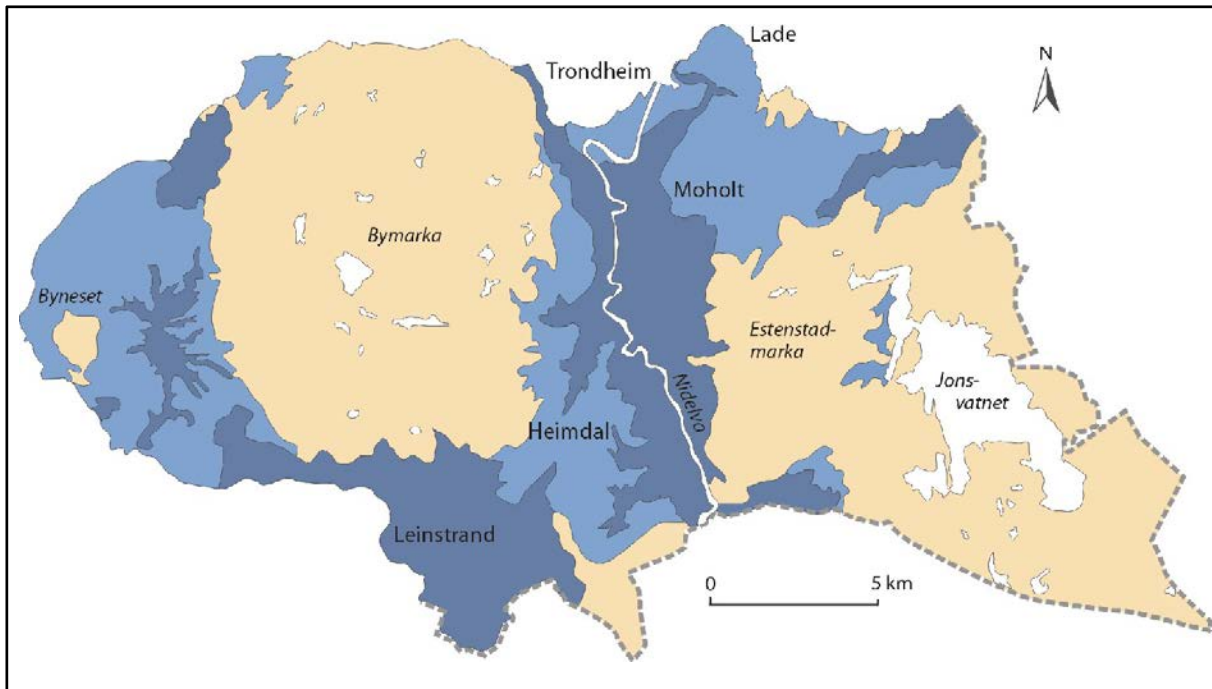 Lade
Trondheim
N
Moholt
Bymarka
Byneset
Estenstad-
marka
Jons-
vatnet
Nidelva
Heimdal
Leinstrand
0 5 km